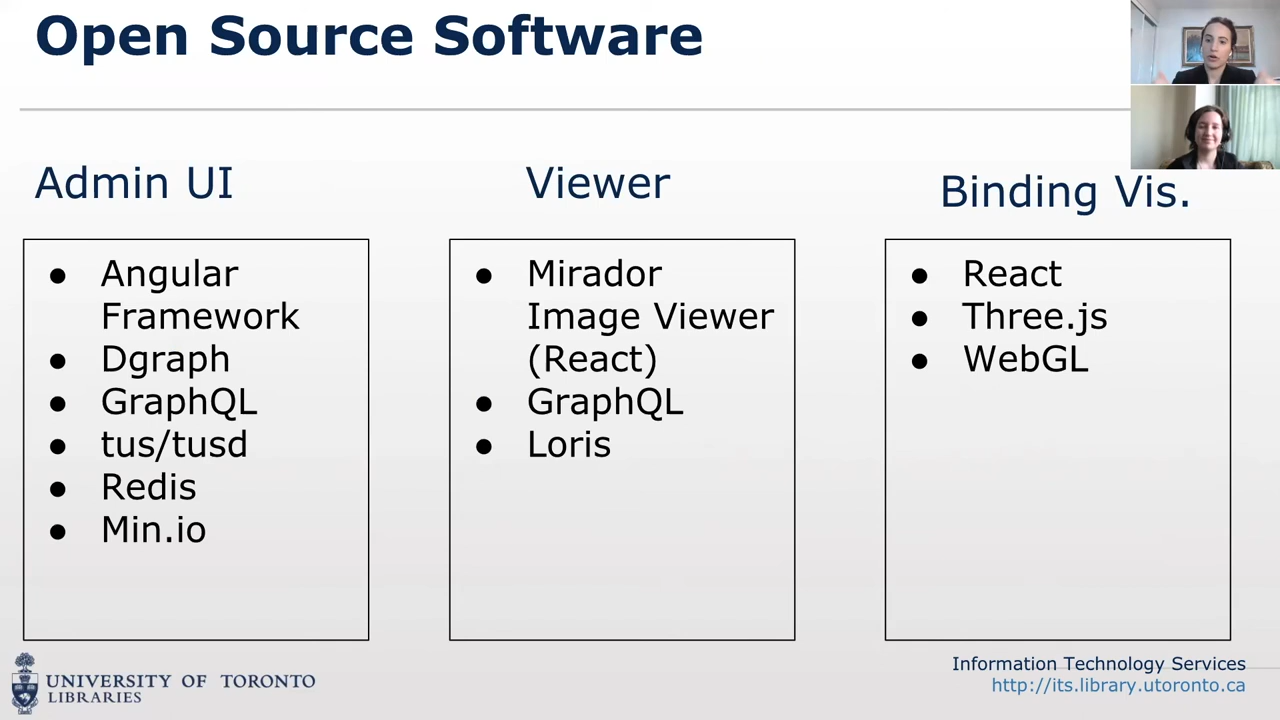 Open Source Software
Admin UI
● Angular
Framework
● Dgraph
● GraphQL
● tus/tusd
● Redis
● Min.io
Viewer
● Mirador
Image Viewer
(React)
● GraphQL
● Loris
Binding Vis.
● React
● Three.js
● WebGL
UNIVERSITY OF TORONTO
LIBRARIES
Information Technology Services
http://its.library.utoronto.ca